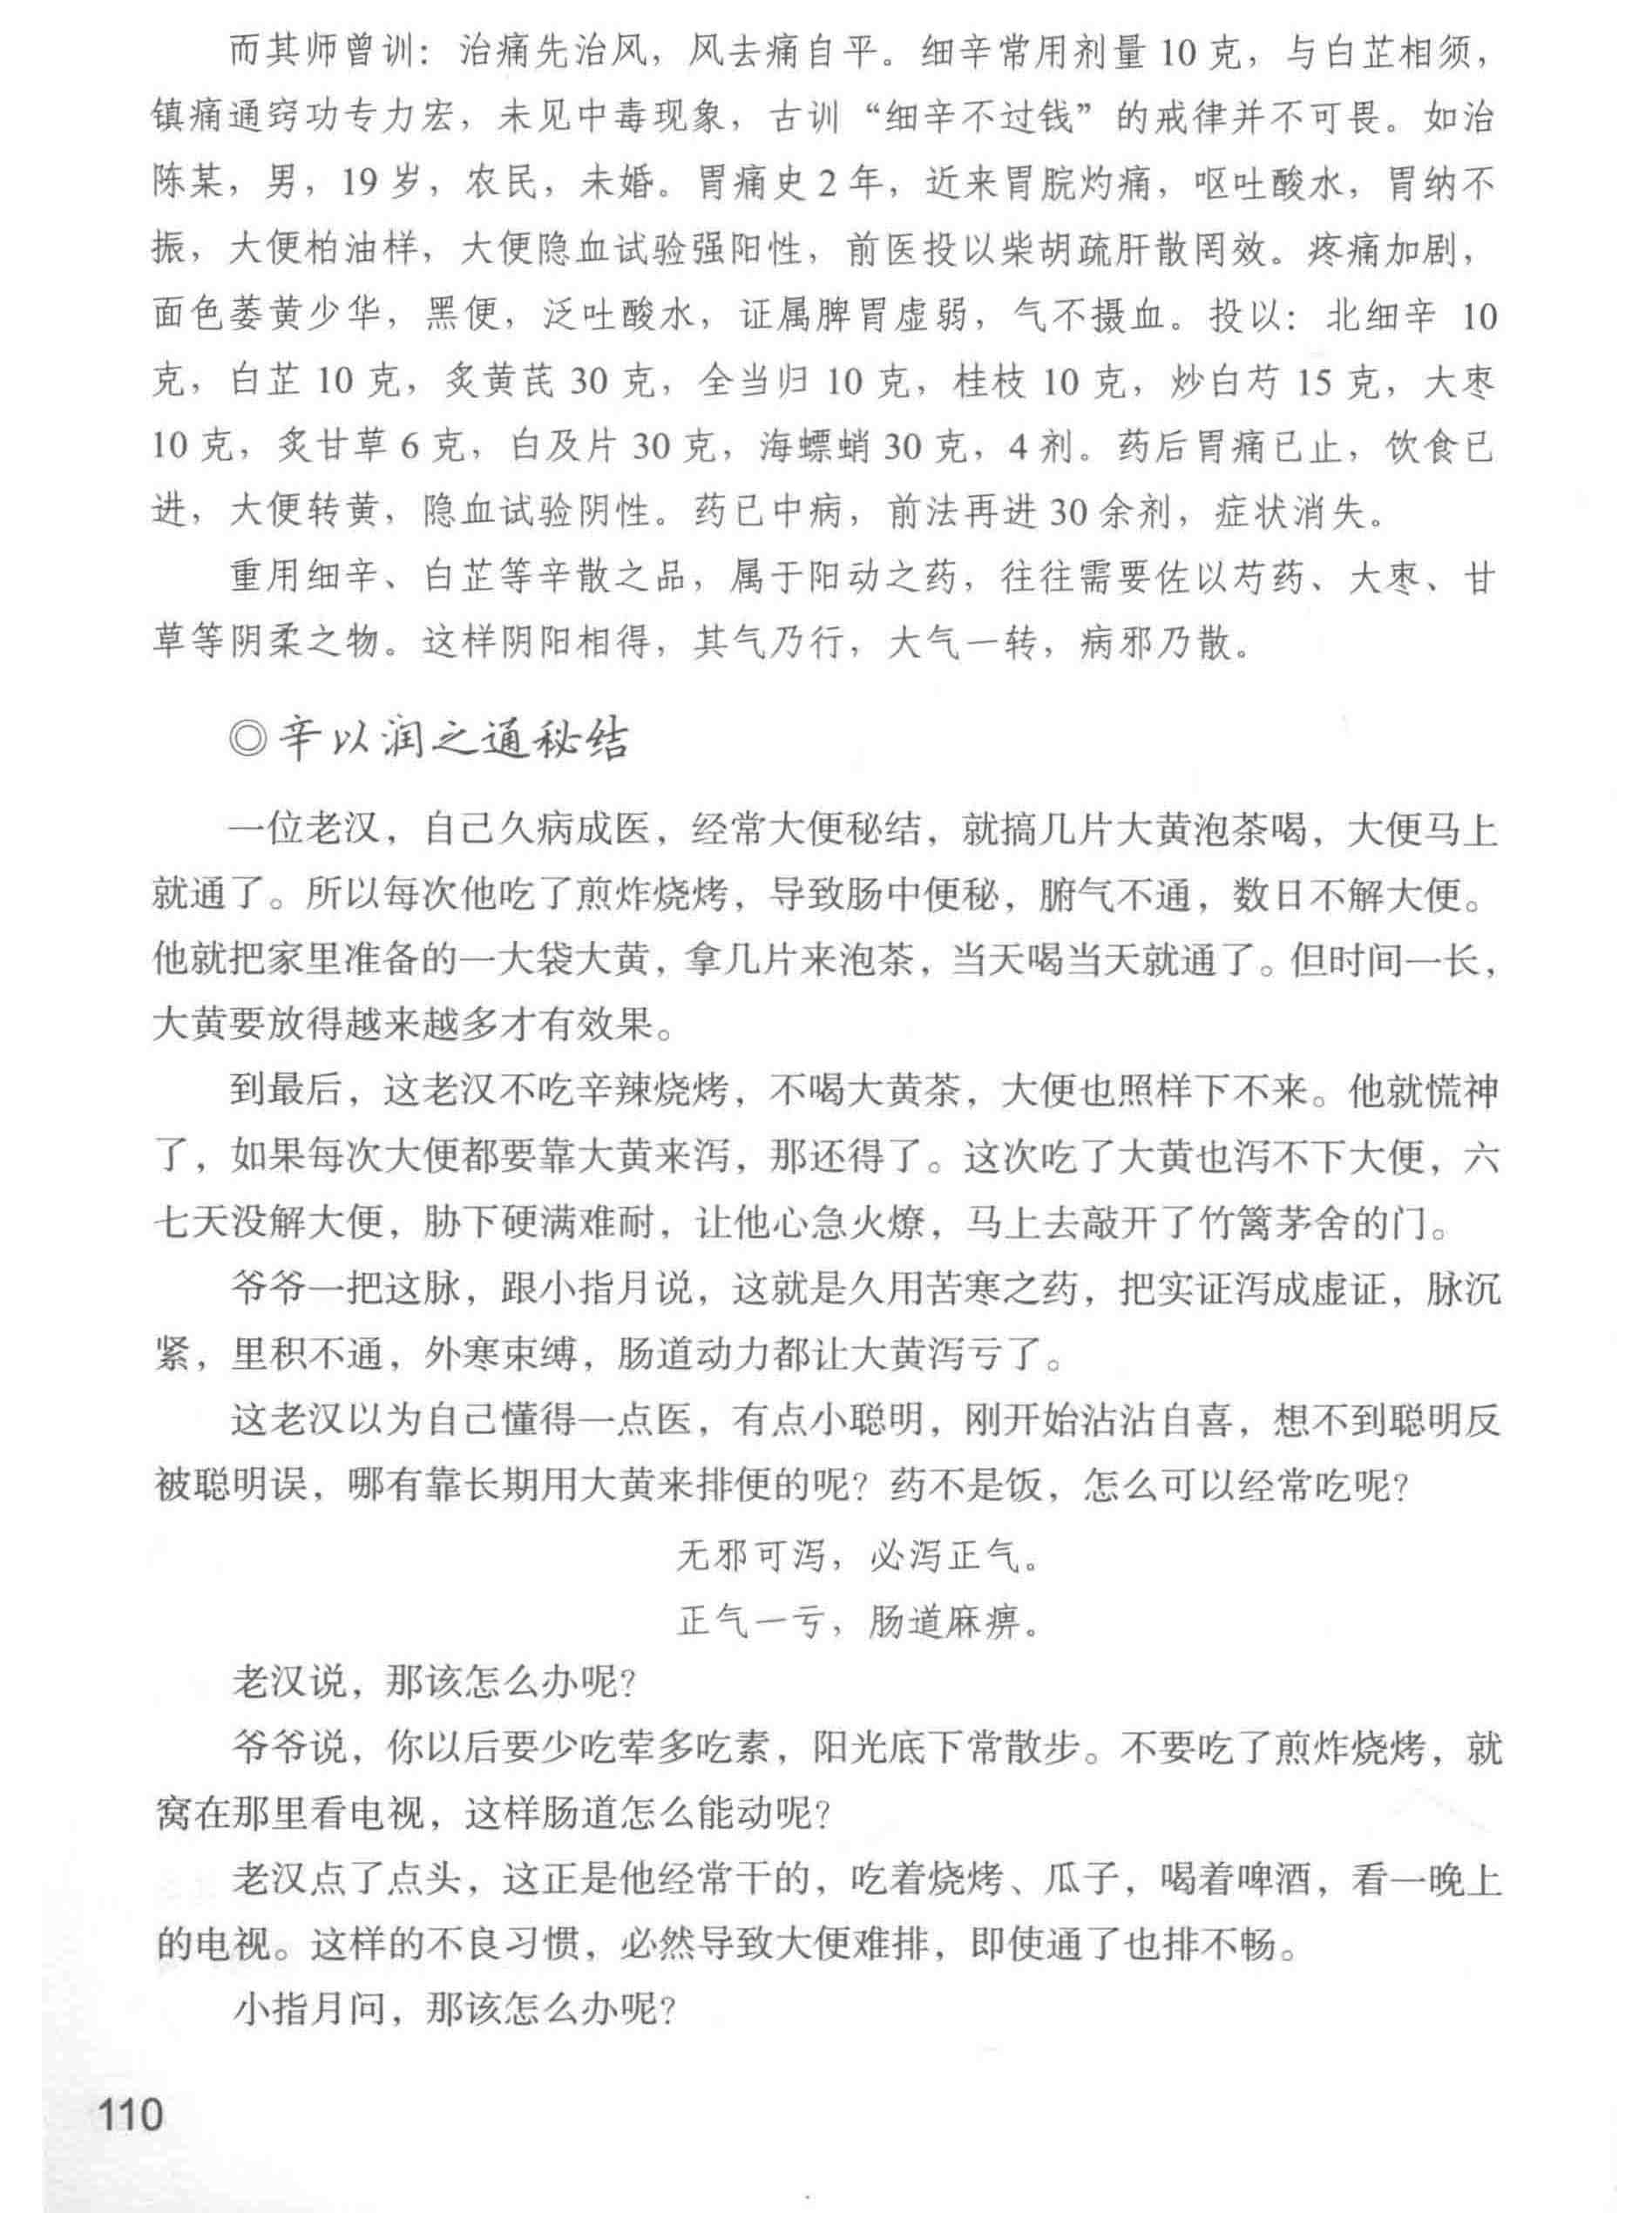 而其师曾训：治痛先治风，风去痛自平。细辛常用剂量 10 克，与白芷相须，
镇痛通窍功专力宏，未见中毒现象，古训“细辛不过钱”的戒律并不可畏。如治
陈某，男，19 岁，农民，未婚。胃痛史 2 年，近来胃脘灼痛，呕吐酸水，胃纳不
振，大便柏油样，大便隐血试验强阳性，前医投以柴胡疏肝散罔效。疼痛加剧，
面色萎黄少华，黑便，泛吐酸水，证属脾胃虚弱，气不摄血。投以：北细辛 10
克，白芷 10 克，炙黄芪 30 克，全当归 10 克，桂枝 10 克，炒白芍 15 克，大枣
10 克，炙甘草 6 克，白及片 30 克，海螵蛸 30 克，4 剂。药后胃痛已止，饮食已
进，大便转黄，隐血试验阴性。药已中病，前法再进 30 余剂，症状消失。
重用细辛、白芷等辛散之品，属于阳动之药，往往需要佐以芍药、大枣、甘
草等阴柔之物。这样阴阳相得，其气乃行，大气一转，病邪乃散。
◎辛以润之通秘结
一位老汉，自己久病成医，经常大便秘结，就搞几片大黄泡茶喝，大便马上
就通了。所以每次他吃了煎炸烧烤，导致肠中便秘，腑气不通，数日不解大便。
他就把家里准备的一大袋大黄，拿几片来泡茶，当天喝当天就通了。但时间一长，
大黄要放得越来越多才有效果。
到最后，这老汉不吃辛辣烧烤，不喝大黄茶，大便也照样下不来。他就慌神
了，如果每次大便都要靠大黄来泻，那还得了。这次吃了大黄也泻不下大便，六
七天没解大便，胁下硬满难耐，让他心急火燎，马上去敲开了竹篱茅舍的门。
爷爷一把这脉，跟小指月说，这就是久用苦寒之药，把实证泻成虚证，脉沉
紧，里积不通，外寒束缚，肠道动力都让大黄泻亏了。
这老汉以为自己懂得一点医，有点小聪明，刚开始沾沾自喜，想不到聪明反
被聪明误，哪有靠长期用大黄来排便的呢？药不是饭，怎么可以经常吃呢？
无邪可泻，必泻正气。
正气一亏，肠道麻痹。
老汉说，那该怎么办呢？
爷爷说，你以后要少吃荤多吃素，阳光底下常散步。不要吃了煎炸烧烤，就
窝在那里看电视，这样肠道怎么能动呢？
老汉点了点头，这正是他经常干的，吃着烧烤、瓜子，喝着啤酒，看一晚上
的电视。这样的不良习惯，必然导致大便难排，即使通了也排不畅。
小指月问，那该怎么办呢？
110